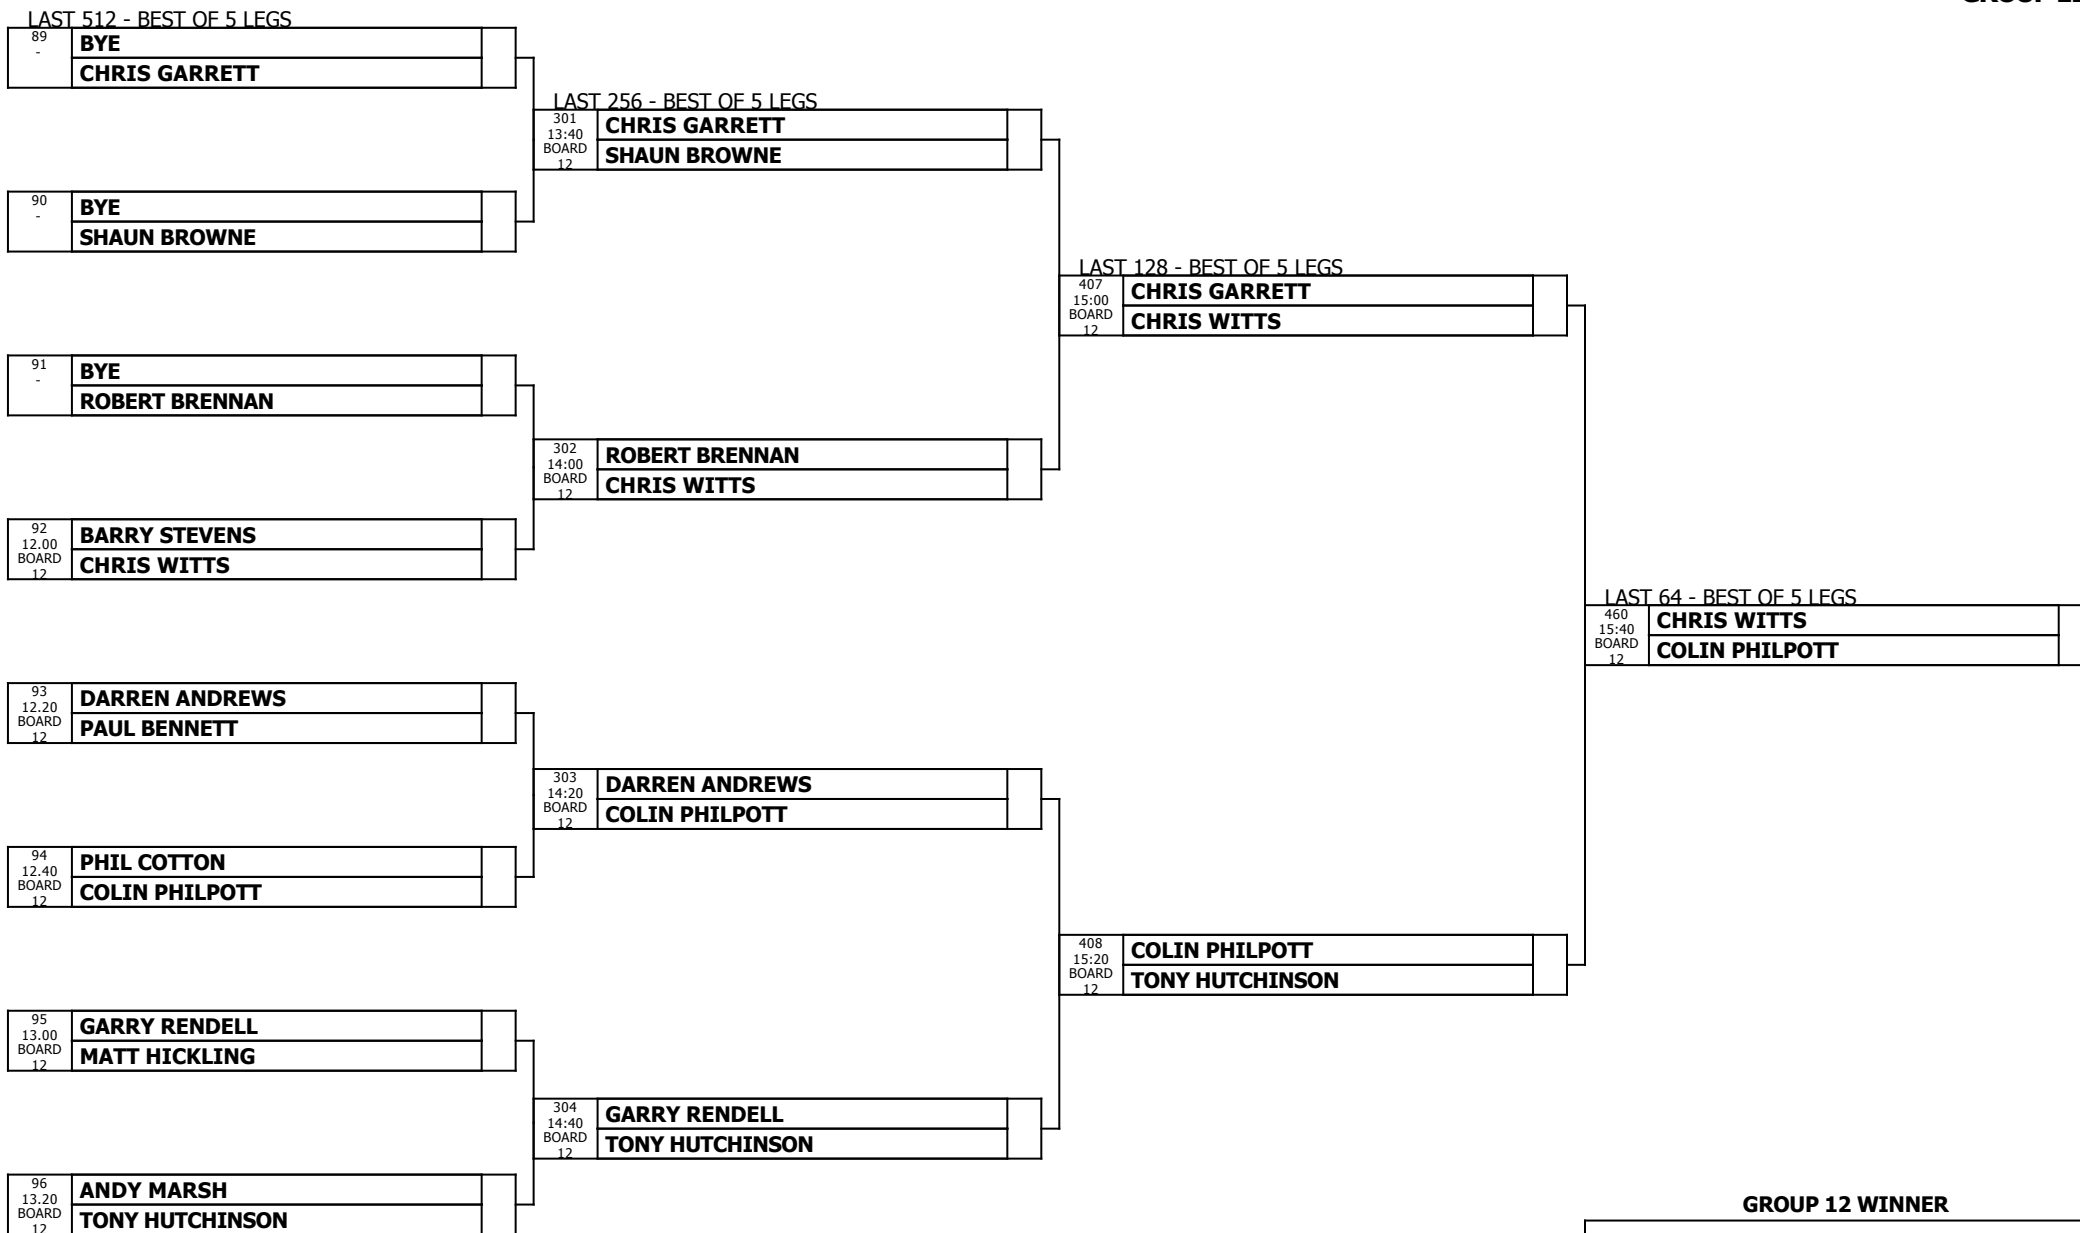 LAST 512 - BEST OF 5 LEGS
89
-
BYE
CHRIS GARRETT
90
-
BYE
SHAUN BROWNE
91
-
BYE
ROBERT BRENNAN
92
12.00
BOARD
12
BARRY STEVENS
CHRIS WITTS
93
12.20
BOARD
12
DARREN ANDREWS
PAUL BENNETT
94
12.40
BOARD
12
PHIL COTTON
COLIN PHILPOTT
95
13.00
BOARD
12
GARRY RENDELL
MATT HICKLING
96
13.20
BOARD
12
ANDY MARSH
TONY HUTCHINSON
LAST 256 - BEST OF 5 LEGS
301
13:40
BOARD
12
CHRIS GARRETT
SHAUN BROWNE
302
14:00
BOARD
12
ROBERT BRENNAN
CHRIS WITTS
303
14:20
BOARD
12
DARREN ANDREWS
COLIN PHILPOTT
304
14:40
BOARD
12
GARRY RENDELL
TONY HUTCHINSON
LAST 128 - BEST OF 5 LEGS
407
15:00
BOARD
12
CHRIS GARRETT
CHRIS WITTS
408
15:20
BOARD
12
COLIN PHILPOTT
TONY HUTCHINSON
LAST 64 - BEST OF 5 LEGS
460
15:40
BOARD
12
CHRIS WITTS
COLIN PHILPOTT
GROUP 12 WINNER